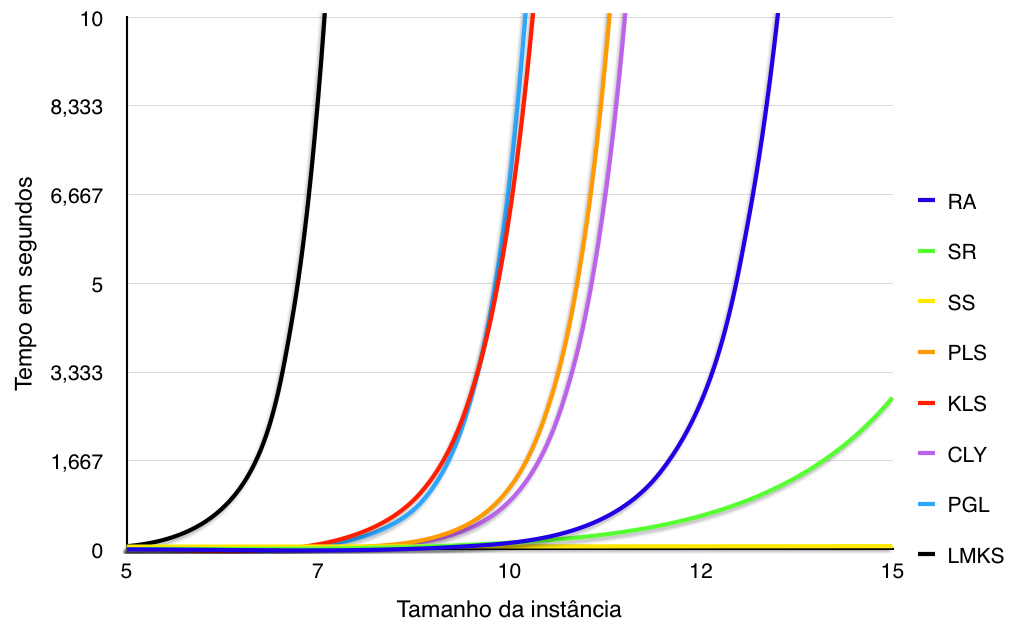 10
8,333
6,667
5
3,333
1,667
0
Tempo em segundos
5 7 10 12 15
Tamanho da instância
RA
SR
SS
PLS
KLS
CLY
PGL
LMKS